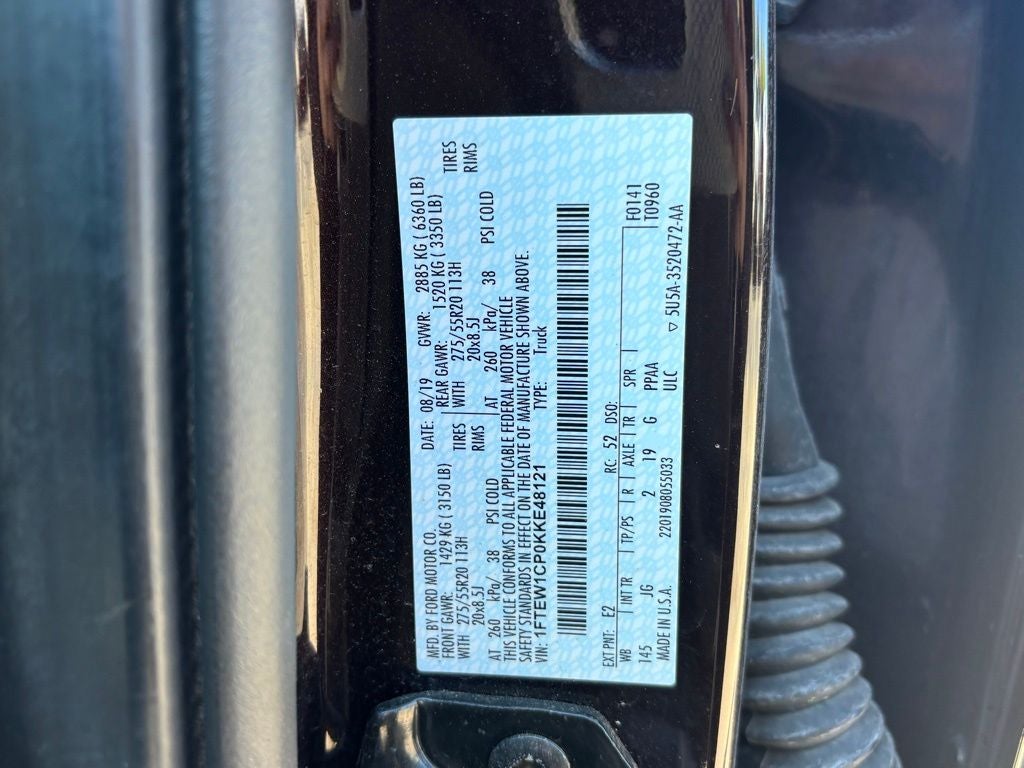 MFD. BY FORD MOTOR CO. DATE: 08/19 GVWR: 2885 KG ( 6360 LB)
FRONT GAWR: 1429 KG ( 3150 LB) REAR GAWR: 1520 KG ( 3350 LB)
WITH 275/55R20 113H TIRES WITH 275/55R20 113H TIRES
20x8.5J RIMS 20x8.5J RIMS
AT 260 kPa/ 38 PSI COLD AT 260 kPa/ 38 PSI COLD
THIS VEHICLE CONFORMS TO ALL APPLICABLE FEDERAL MOTOR VEHICLE
SAFETY STANDARDS IN EFFECT ON THE DATE OF MANUFACTURE SHOWN ABOVE.
VIN: 1FTEW1CP0KKE48121 TYPE: Truck
EXT PNT: E2 RC: 52 DSO: F0141
WB INT TR TP/PS R AXLE TR SPR T0960
145 JG 2 19 G PPAA
MADE IN U.S.A. 2201908055033 ULC ▽ 5U5A-3520472-AA